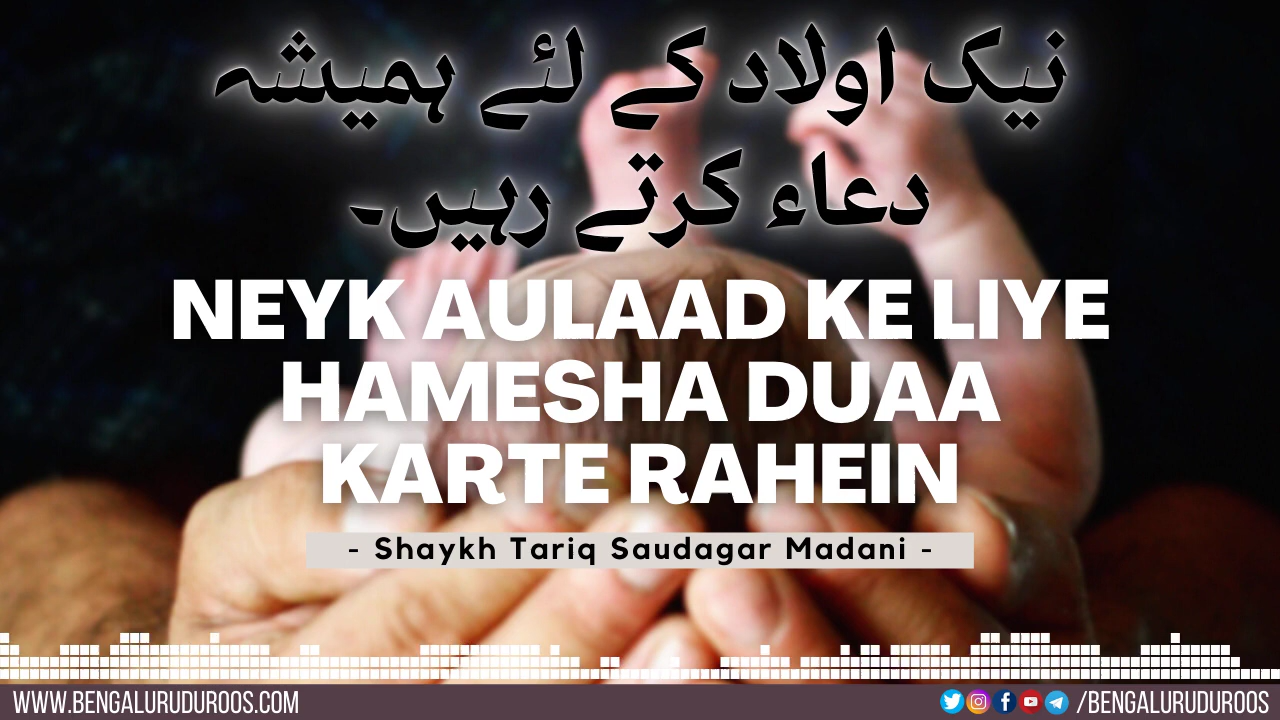 نیک اولاد کے لئے ہمیشہ
دعاء کرتے رہیں۔
NEYK AULAAD KE LIYE
HAMESHA DUAA
KARTE RAHEIN
- Shaykh Tariq Saudagar Madani -
WWW.BENGALURUDUROOS.COM
/BENGALURUDUROOS